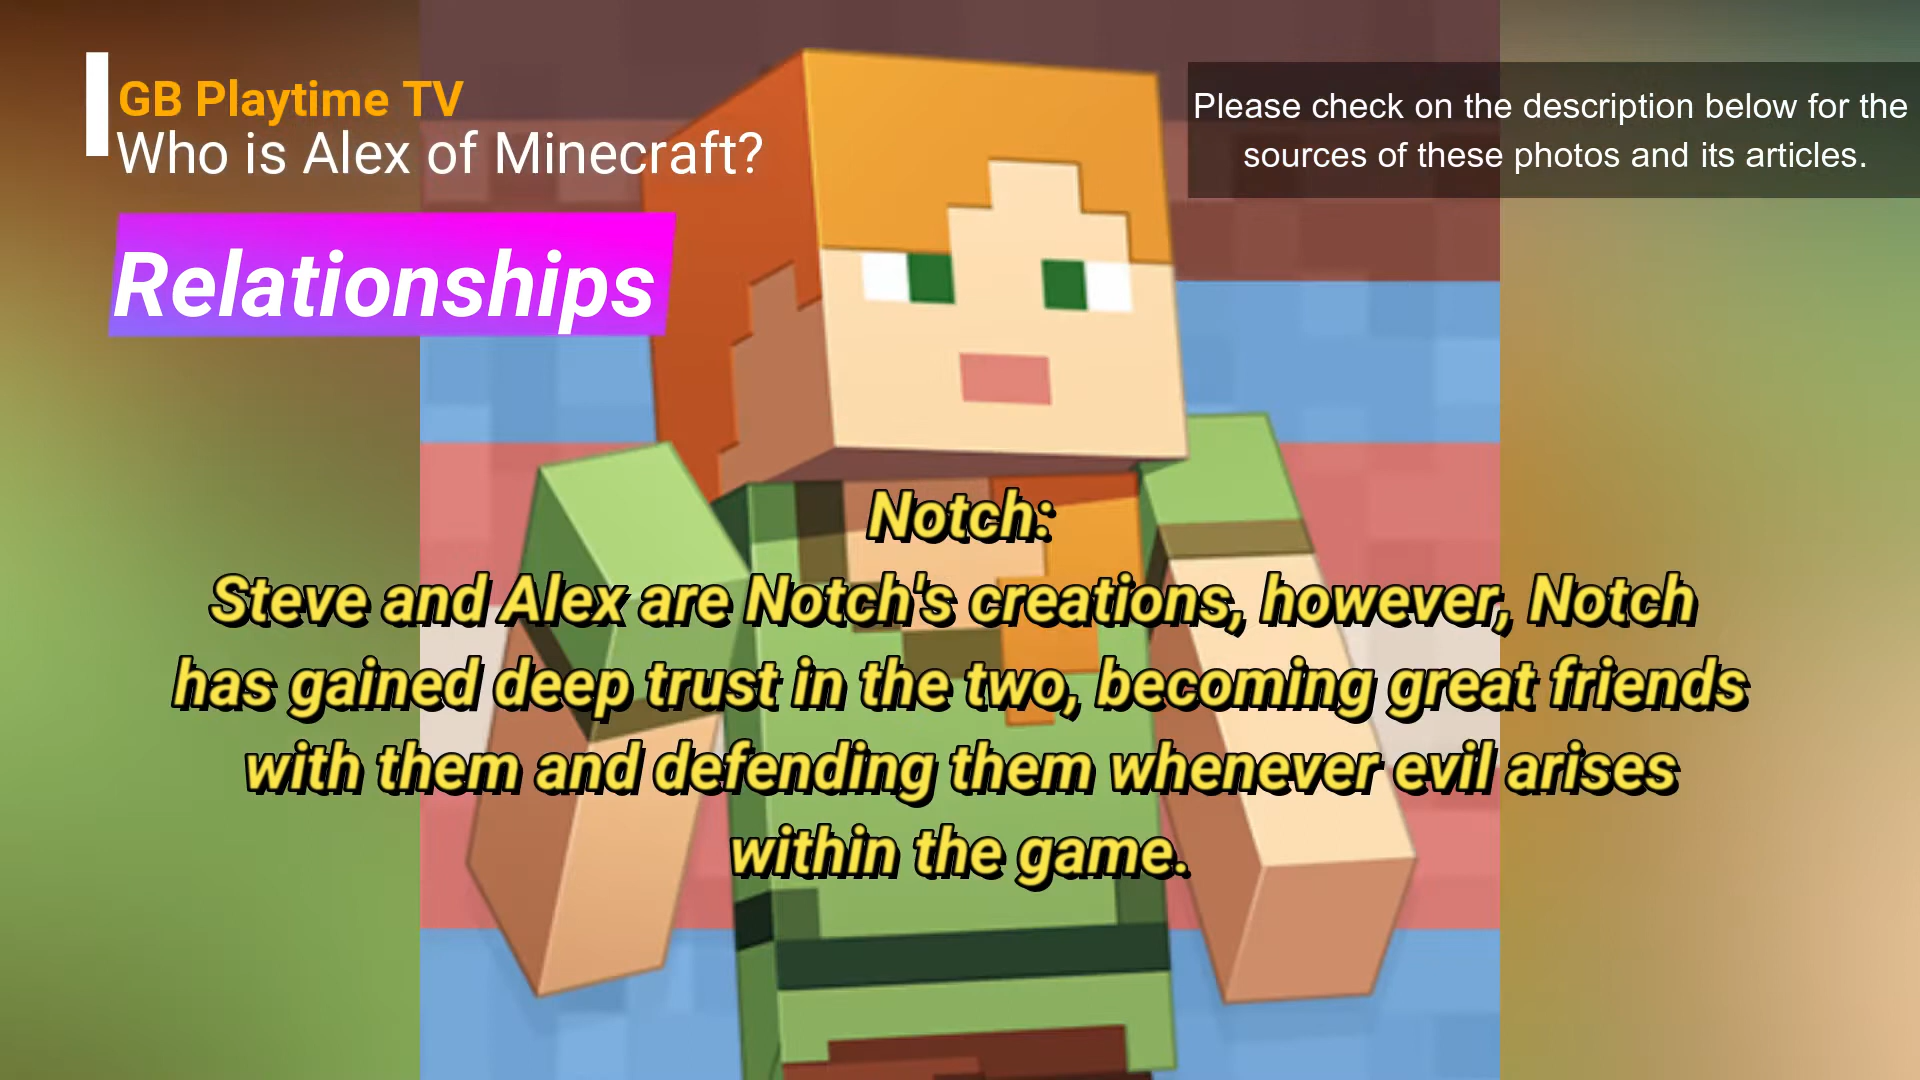 GB Playtime TV
Who is Alex of Minecraft?
Please check on the description below for the
sources of these photos and its articles.
Relationships
Notch:
Steve and Alex are Notch's creations, however, Notch
has gained deep trust in the two, becoming great friends
with them and defending them whenever evil arises
within the game.